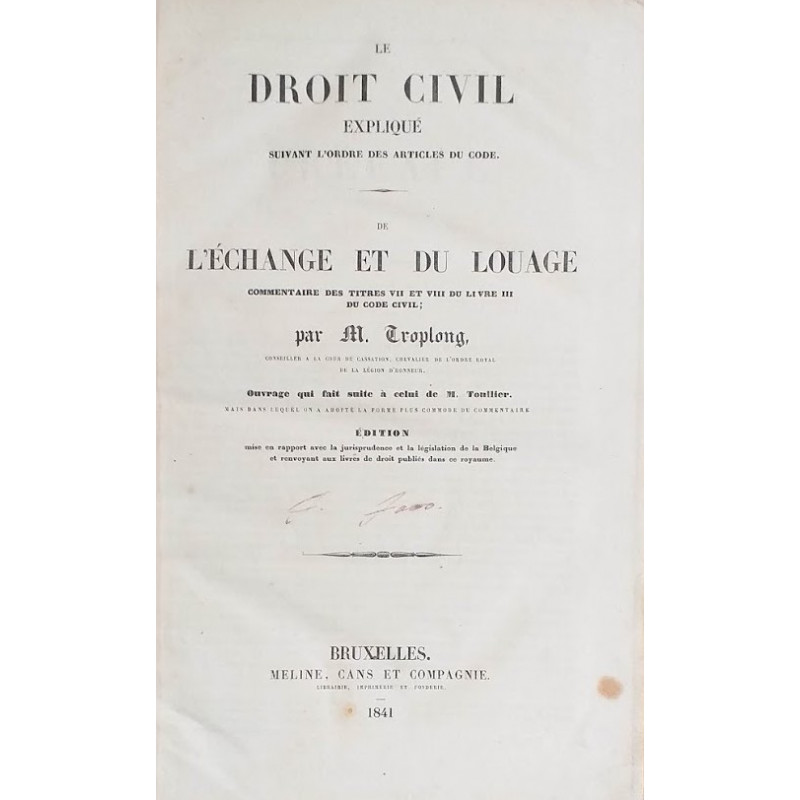 LE
DROIT CIVIL
EXPLIQUÉ
SUIVANT L'ORDRE DES ARTICLES DU CODE.
DE
L'ÉCHANGE ET DU LOUAGE
COMMENTAIRE DES TITRES VII ET VIII DU LIVRE III
DU CODE CIVIL;
par M. Troplong,
CONSEILLER A LA COUR DE CASSATION, CHEVALIER DE L'ORDRE ROYAL
DE LA LÉGION D'HONNEUR.
Ouvrage qui fait suite à celui de M. Toullier,
MAIS DANS LEQUEL ON A ADOPTÉ LA FORME PLUS COMMODE DU COMMENTAIRE
ÉDITION
mise en rapport avec la jurisprudence et la législation de la Belgique
et renvoyant aux livres de droit publiés dans ce royaume.
BRUXELLES.
MELINE, CANS ET COMPAGNIE.
LIBRAIRIE, IMPRIMERIE ET FONDERIE.
1841